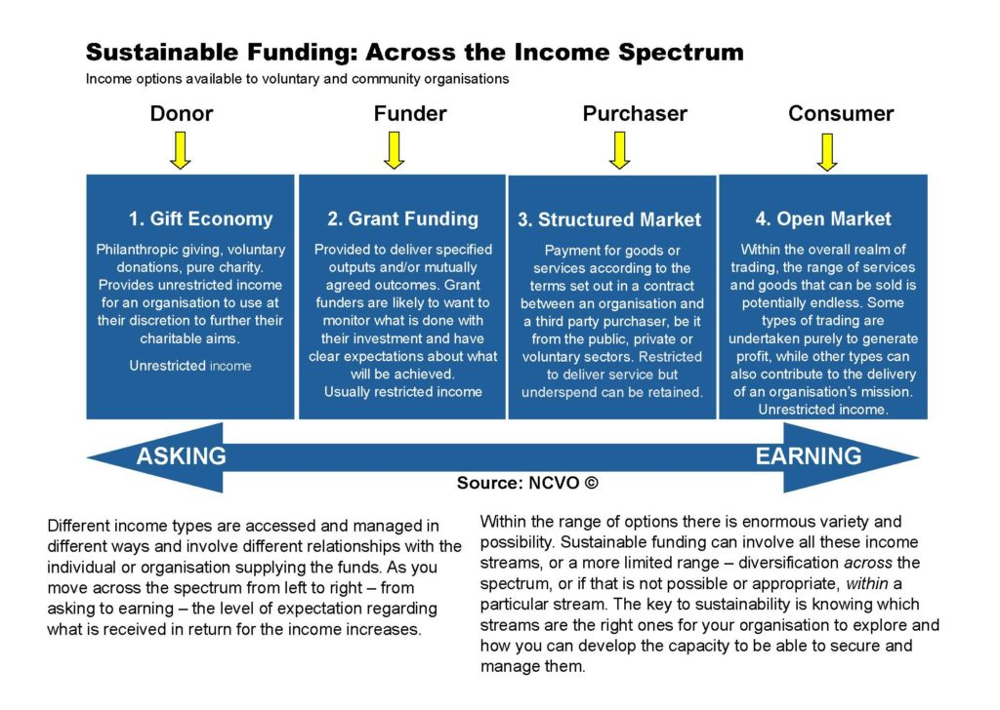 Sustainable Funding: Across the Income Spectrum
Income options available to voluntary and community organisations
Donor
Funder
Purchaser
Consumer
1. Gift Economy
Philanthropic giving, voluntary
donations, pure charity.
Provides unrestricted income
for an organisation to use at
their discretion to further their
charitable aims.
Unrestricted income
2. Grant Funding
Provided to deliver specified
outputs and/or mutually
agreed outcomes. Grant
funders are likely to want to
monitor what is done with
their investment and have
clear expectations about what
will be achieved.
Usually restricted income
3. Structured Market
Payment for goods or
services according to the
terms set out in a contract
between an organisation and
a third party purchaser, be it
from the public, private or
voluntary sectors. Restricted
to deliver service but
underspend can be retained.
4. Open Market
Within the overall realm of
trading, the range of services
and goods that can be sold is
potentially endless. Some
types of trading are
undertaken purely to generate
profit, while other types can
also contribute to the delivery
of an organisation's mission.
Unrestricted income.
ASKING
EARNING
Source: NCVO ©
Different income types are accessed and managed in
different ways and involve different relationships with the
individual or organisation supplying the funds. As you
move across the spectrum from left to right – from
asking to earning – the level of expectation regarding
what is received in return for the income increases.
Within the range of options there is enormous variety and
possibility. Sustainable funding can involve all these income
streams, or a more limited range – diversification across the
spectrum, or if that is not possible or appropriate, within a
particular stream. The key to sustainability is knowing which
streams are the right ones for your organisation to explore and
how you can develop the capacity to be able to secure and
manage them.